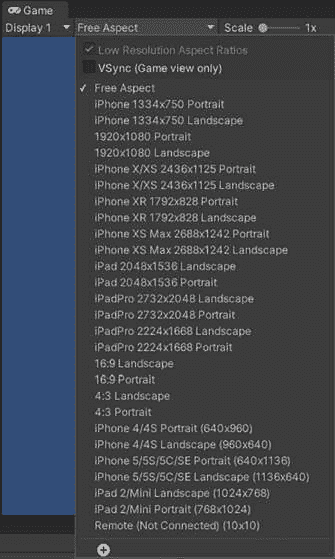 Game
Display 1 Free Aspect Scale 1x
Low Resolution Aspect Ratios
VSync (Game view only)
Free Aspect
iPhone 1334x750 Portrait
iPhone 1334x750 Landscape
1920x1080 Portrait
1920x1080 Landscape
iPhone X/XS 2436x1125 Portrait
iPhone X/XS 2436x1125 Landscape
iPhone XR 1792x828 Portrait
iPhone XR 1792x828 Landscape
iPhone XS Max 2688x1242 Portrait
iPhone XS Max 2688x1242 Landscape
iPad 2048x1536 Landscape
iPad 2048x1536 Portrait
iPadPro 2732x2048 Landscape
iPadPro 2732x2048 Portrait
iPadPro 2224x1668 Landscape
iPadPro 2224x1668 Portrait
16:9 Landscape
16:9 Portrait
4:3 Landscape
4:3 Portrait
iPhone 4/4S Portrait (640x960)
iPhone 4/4S Landscape (960x640)
iPhone 5/5S/5C/SE Portrait (640x1136)
iPhone 5/5S/5C/SE Landscape (1136x640)
iPad 2/Mini Landscape (1024x768)
iPad 2/Mini Portrait (768x1024)
Remote (Not Connected) (10x10)